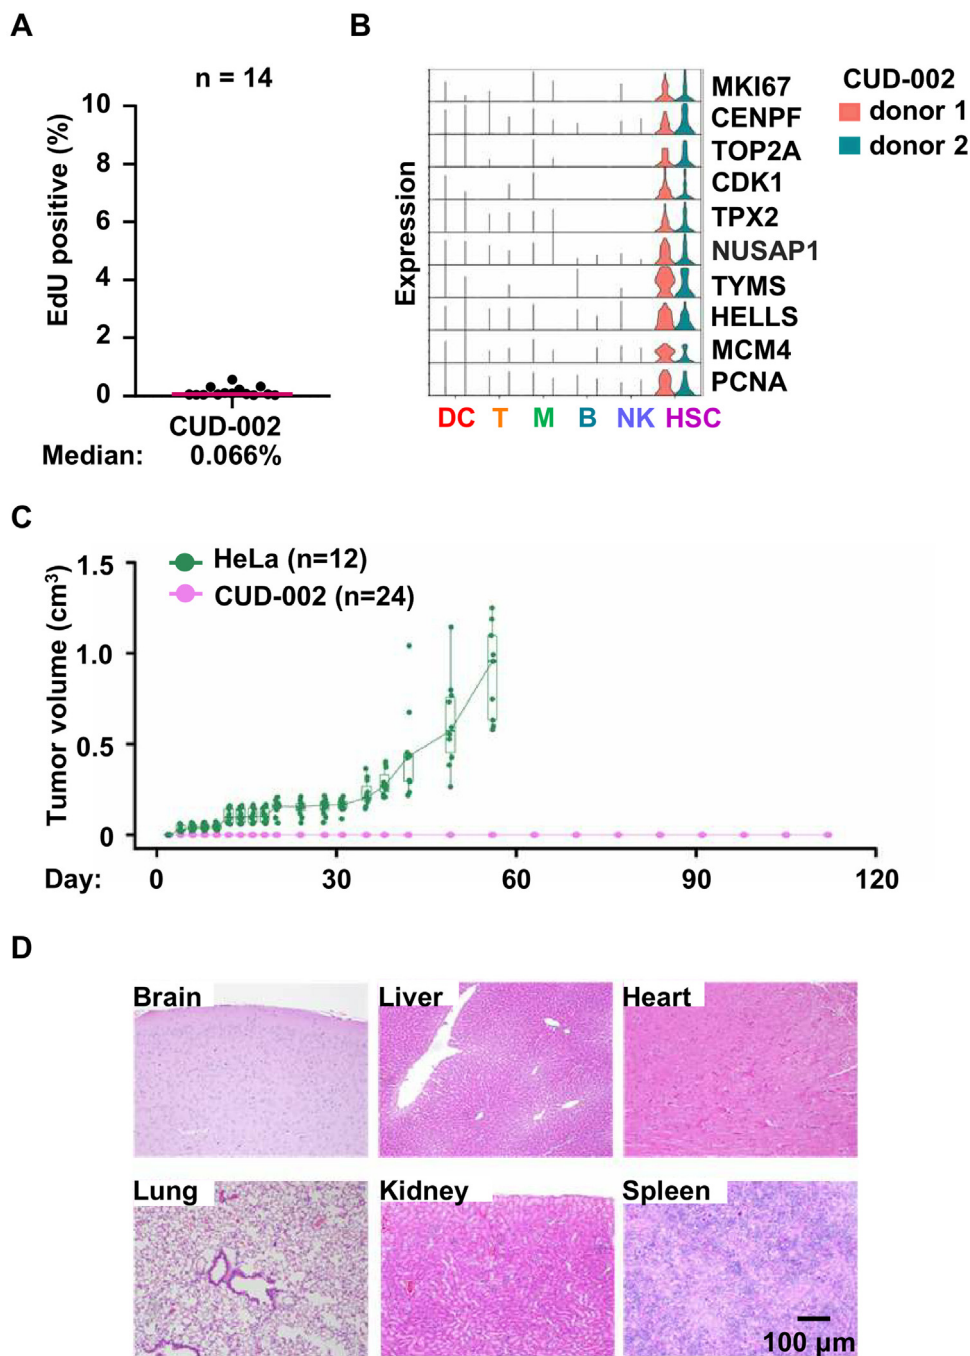 A
n = 14
EdU positive (%)
10
8
6
4
2
0
CUD-002
Median: 0.066%
B
Expression
MKI67
CENPF
TOP2A
CDK1
TPX2
NUSAP1
TYMS
HELLS
MCM4
PCNA
DC T M B NK HSC
CUD-002
donor 1
donor 2
C
HeLa (n=12)
CUD-002 (n=24)
Tumor volume (cm³)
1.5
1.0
0.5
0
Day: 0 30 60 90 120
D
Brain Liver Heart
Lung Kidney Spleen
100 µm